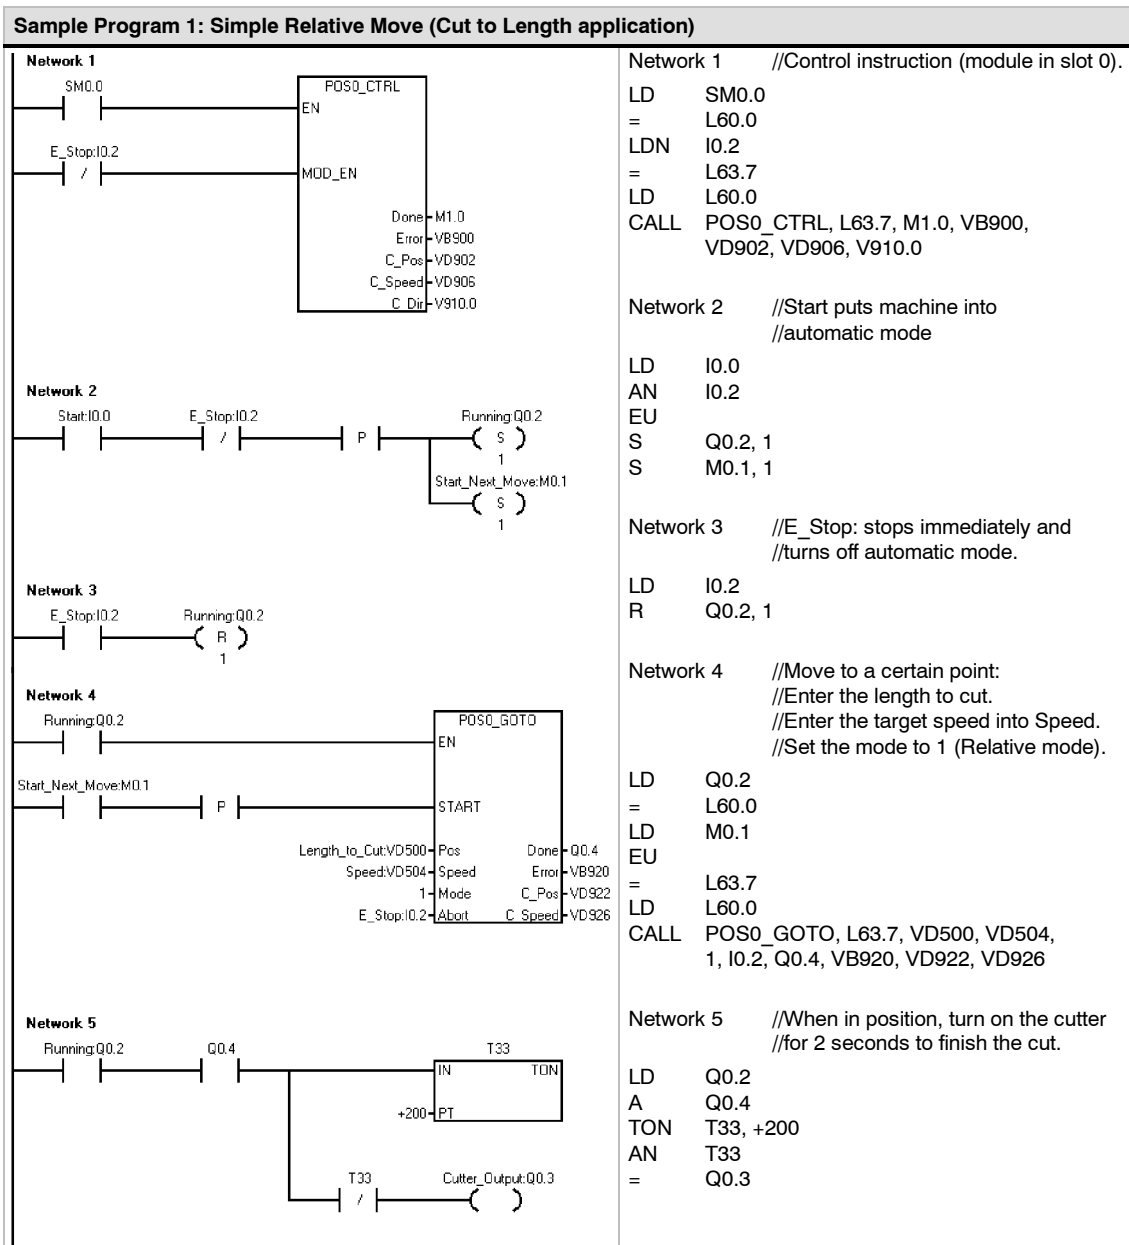 Sample Program 1: Simple Relative Move (Cut to Length application)
Network 1
SM0.0
POS0_CTRL
EN
E_Stop:I0.2
/
MOD_EN
Done M1.0
Error VB900
C_Pos VD902
C_Speed VD906
C_Dir V910.0
Network 2
Start:I0.0 E_Stop:I0.2 Running:Q0.2
/ P S
1
Start_Next_Move:M0.1
S
1
Network 3
E_Stop:I0.2 Running:Q0.2
R
1
Network 4
Running:Q0.2
POS0_GOTO
EN
Start_Next_Move:M0.1
P START
Length_to_Cut:VD500 Pos Done Q0.4
Speed:VD504 Speed Error VB920
1 Mode C_Pos VD922
E_Stop:I0.2 Abort C_Speed VD926
Network 5
Running:Q0.2 Q0.4 T33
IN TON
+200 PT
T33 Cutter_Output:Q0.3
/
Network 1 //Control instruction (module in slot 0).
LD SM0.0
= L60.0
LDN I0.2
= L63.7
LD L60.0
CALL POS0_CTRL, L63.7, M1.0, VB900,
VD902, VD906, V910.0
Network 2 //Start puts machine into
//automatic mode
LD I0.0
AN I0.2
EU
S Q0.2, 1
S M0.1, 1
Network 3 //E_Stop: stops immediately and
//turns off automatic mode.
LD I0.2
R Q0.2, 1
Network 4 //Move to a certain point:
//Enter the length to cut.
//Enter the target speed into Speed.
//Set the mode to 1 (Relative mode).
LD Q0.2
= L60.0
LD M0.1
EU
= L63.7
LD L60.0
CALL POS0_GOTO, L63.7, VD500, VD504,
1, I0.2, Q0.4, VB920, VD922, VD926
Network 5 //When in position, turn on the cutter
//for 2 seconds to finish the cut.
LD Q0.2
A Q0.4
TON T33, +200
AN T33
= Q0.3